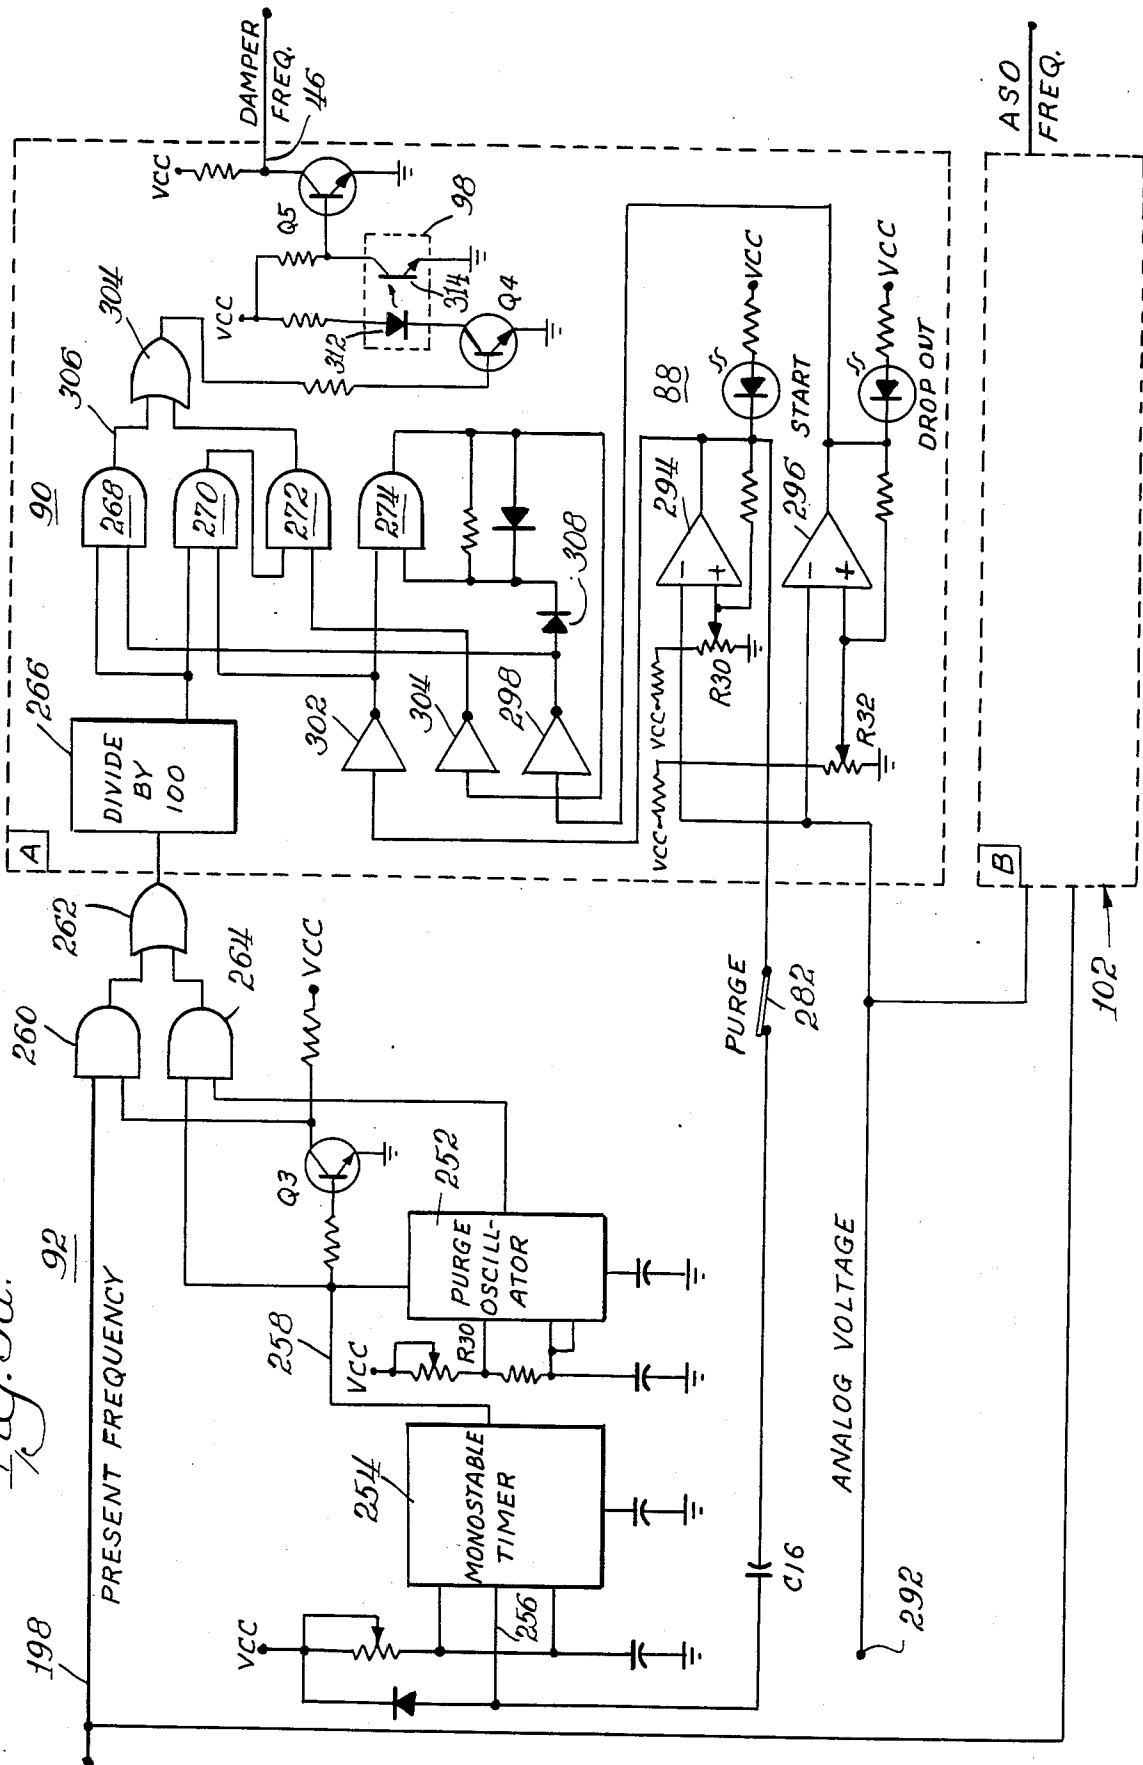 Fig. 9a.
92
198
PRESENT FREQUENCY
260
262
264
VCC
Q3
258
VCC
R30
252
PURGE
OSCILL-
ATOR
VCC
254
MONOSTABLE
TIMER
256
C16
PURGE
282
ANALOG VOLTAGE
292
A
266
DIVIDE
BY
100
90
306
304
268
270
272
274
302
304
298
308
VCC
VCC
312
314
98
Q4
Q5
46
DAMPER
FREQ.
88
294
START
VCC
296
DROP OUT
VCC
VCC
VCC
R30
R32
−
+
−
+
B
102
ASO
FREQ.